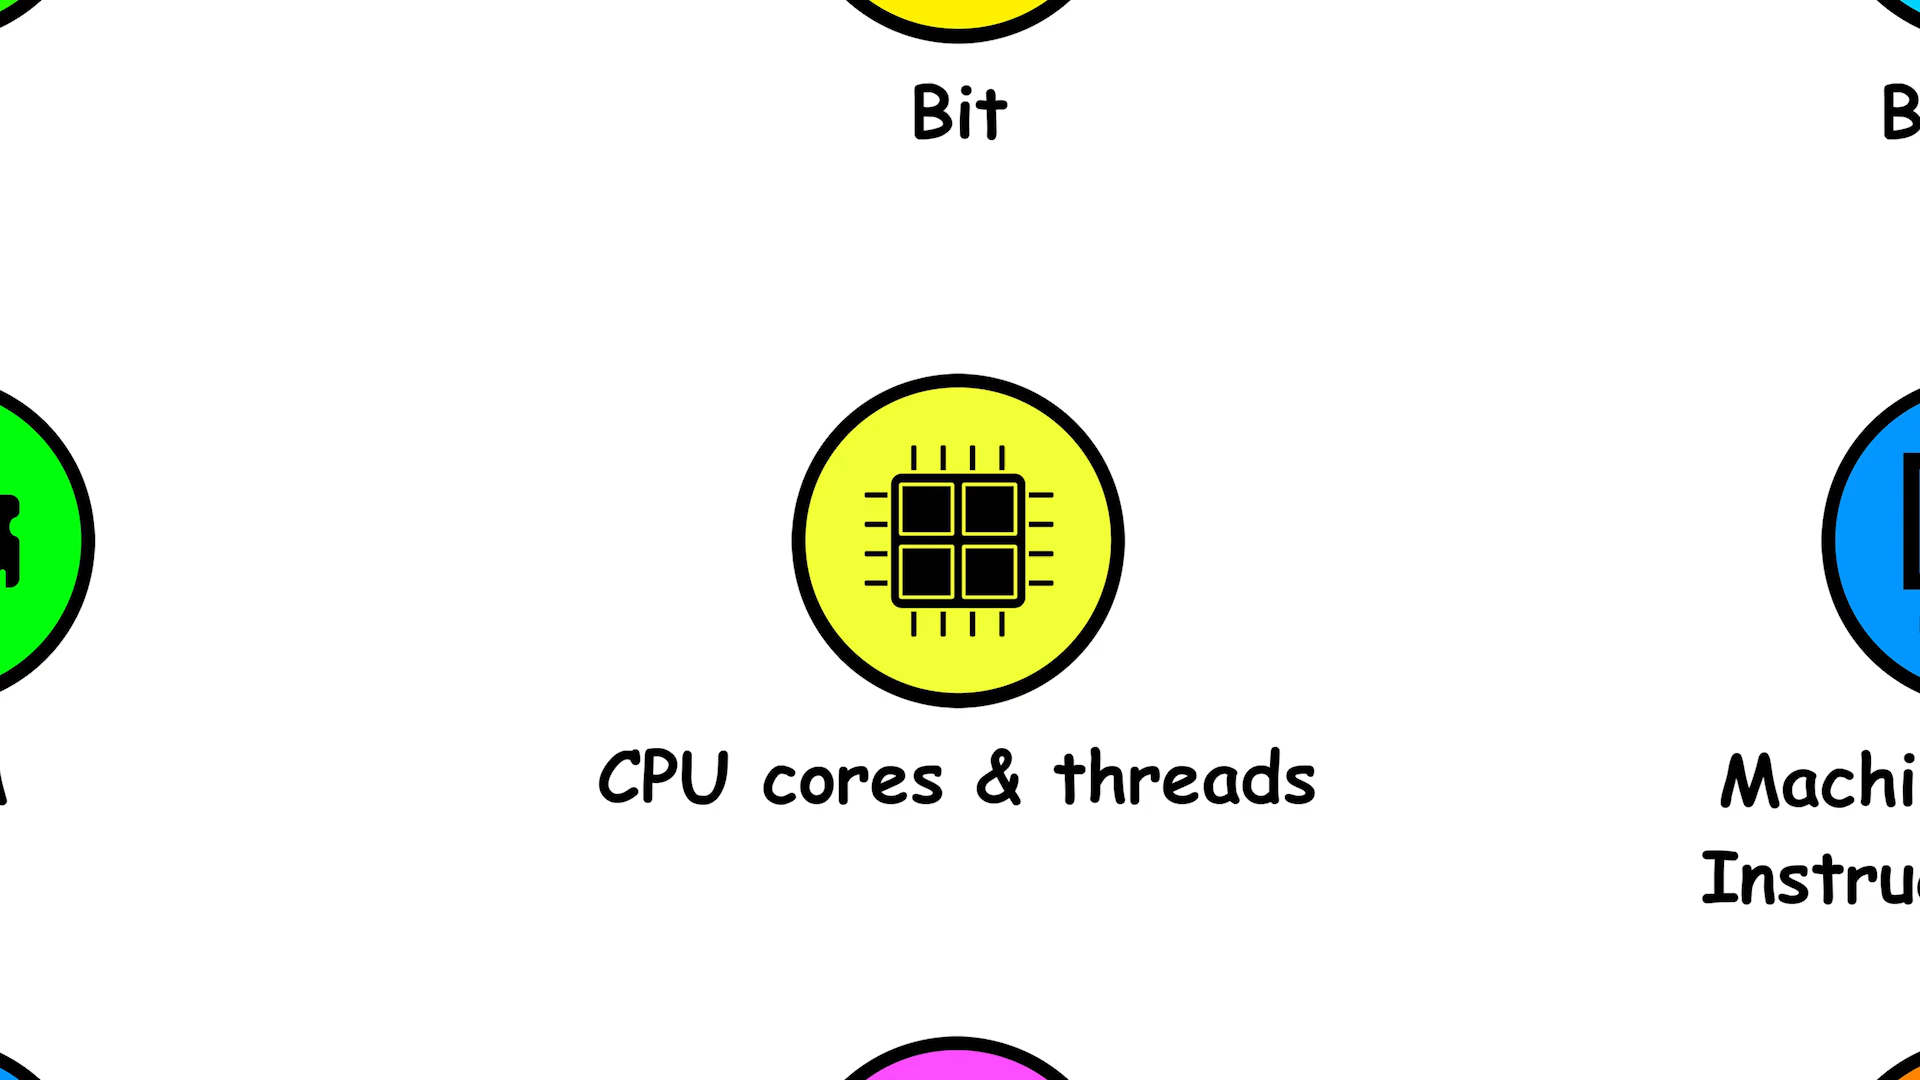 Bit
CPU cores & threads